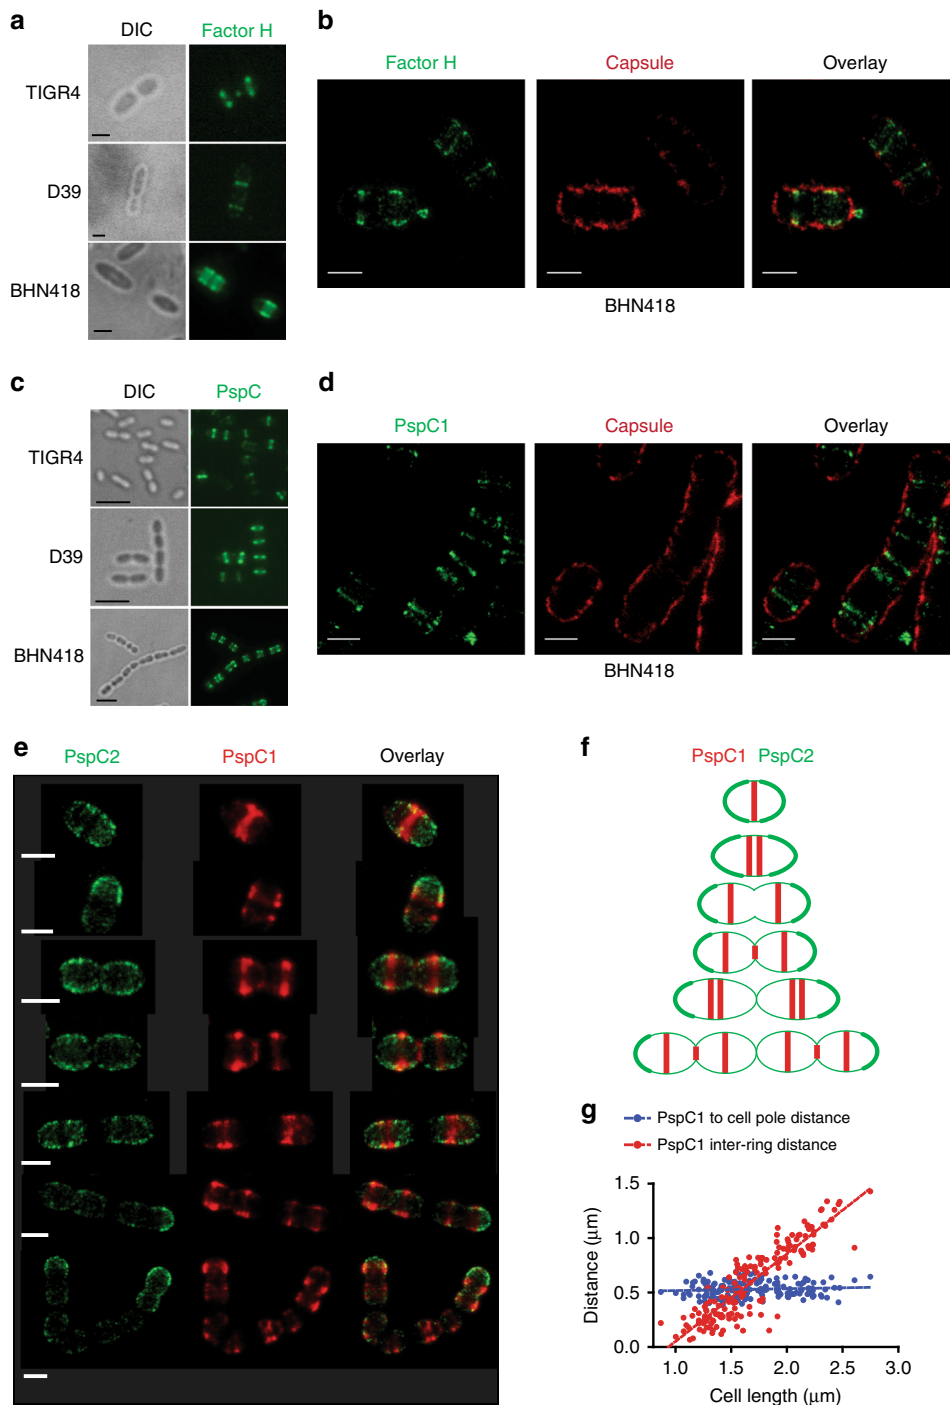 a
DIC
Factor H
TIGR4
D39
BHN418
b
Factor H
Capsule
Overlay
BHN418
c
DIC
PspC
TIGR4
D39
BHN418
d
PspC1
Capsule
Overlay
BHN418
e
PspC2
PspC1
Overlay
f
PspC1 PspC2
g
PspC1 to cell pole distance
PspC1 inter-ring distance
Distance (μm)
1.5
1.0
0.5
0.0
1.0 1.5 2.0 2.5 3.0
Cell length (μm)